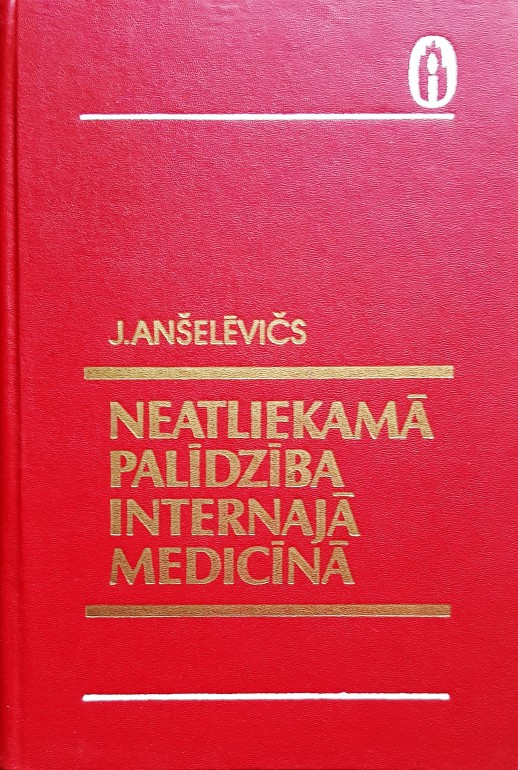 J.ANŠELĒVIČS
NEATLIEKAMĀ
PALĪDZĪBA
INTERNAJĀ
MEDICĪNĀ